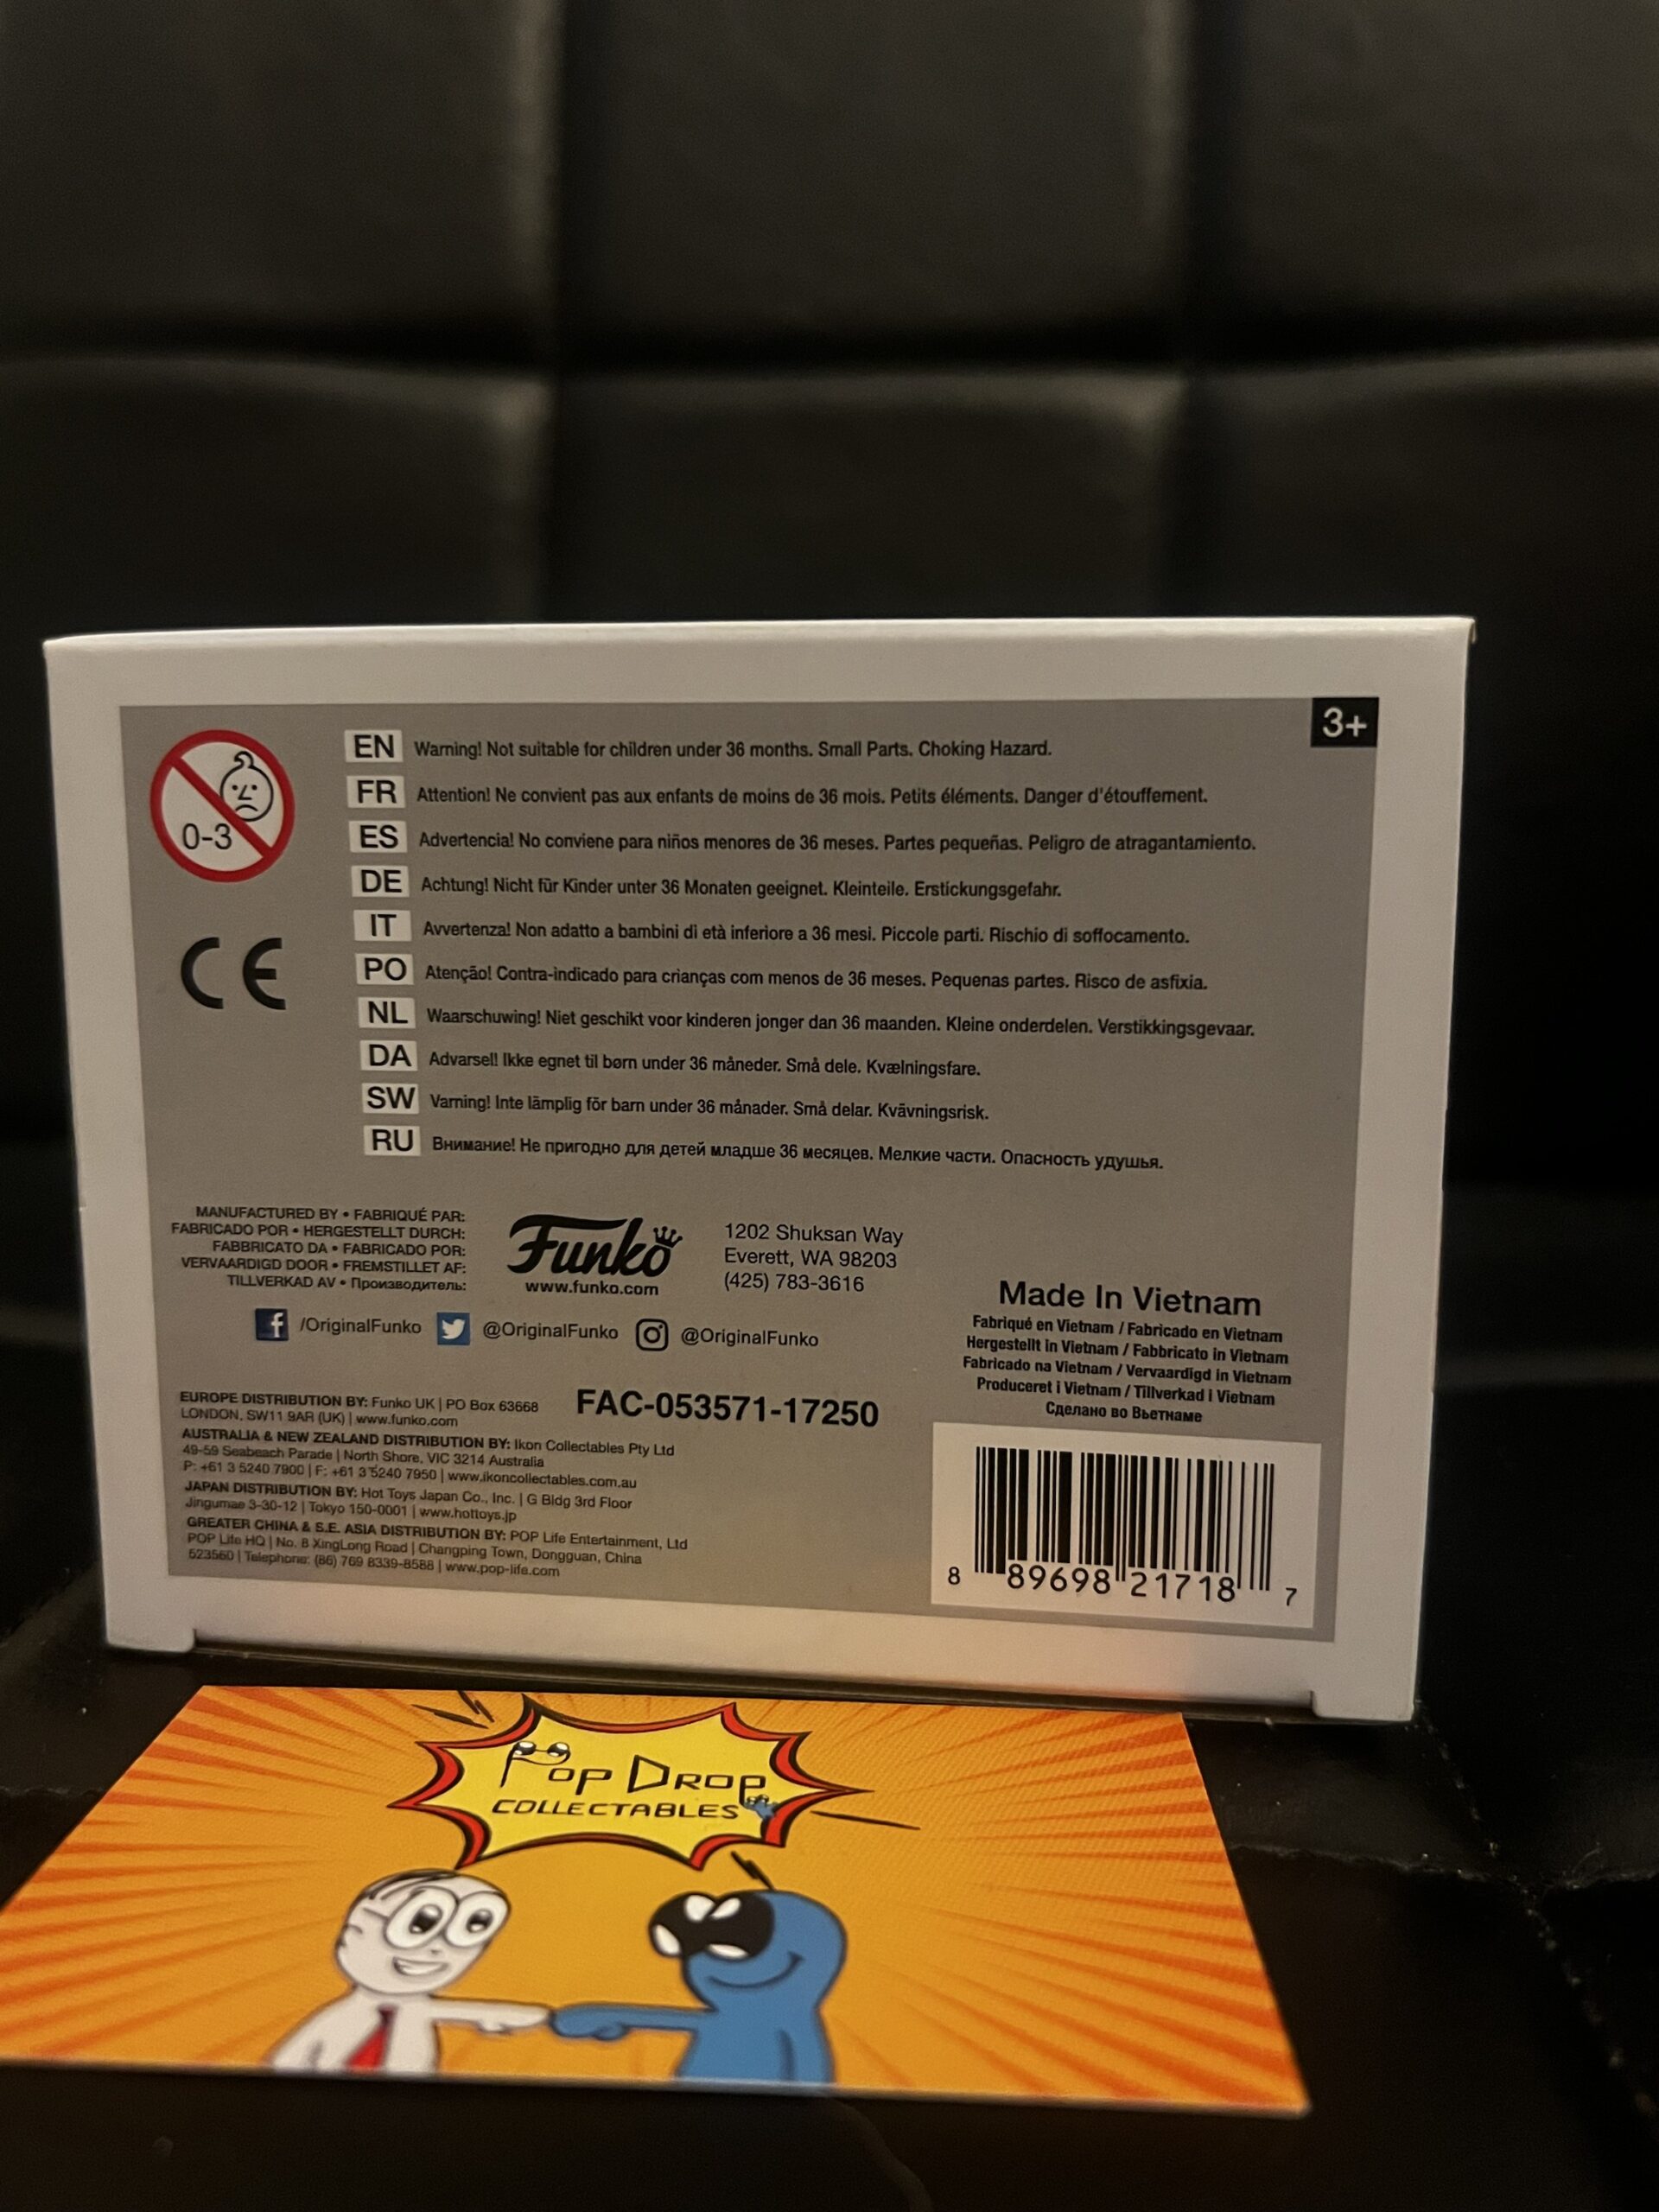 3+
0-3
EN Warning! Not suitable for children under 36 months. Small Parts. Choking Hazard.
FR Attention! Ne convient pas aux enfants de moins de 36 mois. Petits éléments. Danger d'étouffement.
ES Advertencia! No conviene para niños menores de 36 meses. Partes pequeñas. Peligro de atragantamiento.
DE Achtung! Nicht für Kinder unter 36 Monaten geeignet. Kleinteile. Erstickungsgefahr.
IT Avvertenza! Non adatto a bambini di età inferiore a 36 mesi. Piccole parti. Rischio di soffocamento.
PO Atenção! Contra-indicado para crianças com menos de 36 meses. Pequenas partes. Risco de asfixia.
NL Waarschuwing! Niet geschikt voor kinderen jonger dan 36 maanden. Kleine onderdelen. Verstikkingsgevaar.
DA Advarsel! Ikke egnet til børn under 36 måneder. Små dele. Kvælningsfare.
SW Varning! Inte lämplig för barn under 36 månader. Små delar. Kvävningsrisk.
RU Внимание! Не пригодно для детей младше 36 месяцев. Мелкие части. Опасность удушья.
CE
MANUFACTURED BY • FABRIQUÉ PAR:
FABRICADO POR • HERGESTELLT DURCH:
FABBRICATO DA • FABRICADO POR:
VERVAARDIGD DOOR • FREMSTILLET AF:
TILLVERKAD AV • Производитель:
Funko
www.funko.com
1202 Shuksan Way
Everett, WA 98203
(425) 783-3616
/OriginalFunko @OriginalFunko @OriginalFunko
Made In Vietnam
Fabriqué en Vietnam / Fabricado en Vietnam
Hergestellt in Vietnam / Fabbricato in Vietnam
Fabricado na Vietnam / Vervaardigd in Vietnam
Produceret i Vietnam / Tillverkad i Vietnam
Сделано во Вьетнаме
EUROPE DISTRIBUTION BY: Funko UK | PO Box 63668
LONDON, SW11 9AR (UK) | www.funko.com
FAC-053571-17250
AUSTRALIA & NEW ZEALAND DISTRIBUTION BY: Ikon Collectables Pty Ltd
49-59 Seabeach Parade | North Shore, VIC 3214 Australia
P: +61 3 5240 7900 | F: +61 3 5240 7950 | www.ikoncollectables.com.au
JAPAN DISTRIBUTION BY: Hot Toys Japan Co., Inc. | G Bldg 3rd Floor
Jingumae 3-30-12 | Tokyo 150-0001 | www.hottoys.jp
GREATER CHINA & S.E. ASIA DISTRIBUTION BY: POP Life Entertainment, Ltd
POP Life HQ | No. 8 XingLong Road | Changping Town, Dongguan, China
523560 | Telephone: (86) 769 8339-8588 | www.pop-life.com
8 89698 21718 7
POP DROP
COLLECTABLES